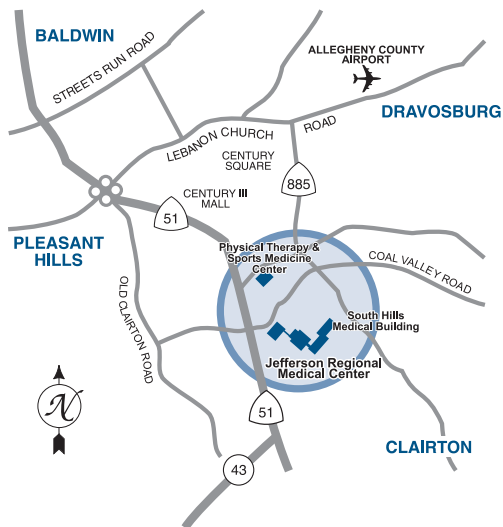 BALDWIN
STREETS RUN ROAD
ALLEGHENY COUNTY
AIRPORT
DRAVOSBURG
LEBANON CHURCH
ROAD
CENTURY
SQUARE
885
CENTURY III
MALL
51
PLEASANT
HILLS
Physical Therapy &
Sports Medicine
Center
COAL VALLEY ROAD
OLD CLAIRTON ROAD
South Hills
Medical Building
Jefferson Regional
Medical Center
N
51
CLAIRTON
43